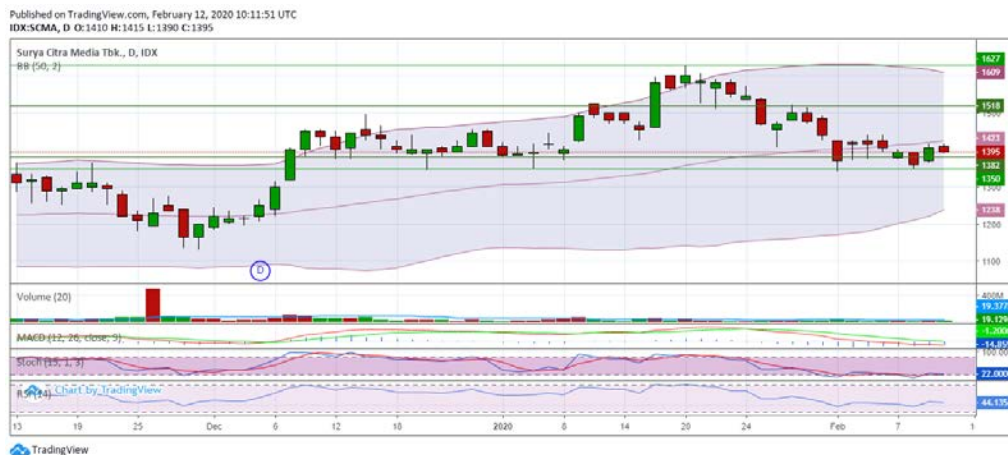 Published on TradingView.com, February 12, 2020 10:11:51 UTC
IDX:SCMA, D O:1410 H:1415 L:1390 C:1395
Surya Citra Media Tbk., D, IDX
BB (50, 2)
1627
1609
1518
1423
1395
1382
1350
1300
1238
1200
1100
D
Volume (20)
400M
19.377
19.129
MACD (12, 26, close, 9)
-1.200
-14.85
Stoch (15, 1, 3)
100.00
22.000
Chart by TradingView
44.135
13 19 25 Dec 6 12 18 2020 8 14 20 24 Feb 7 1
TradingView